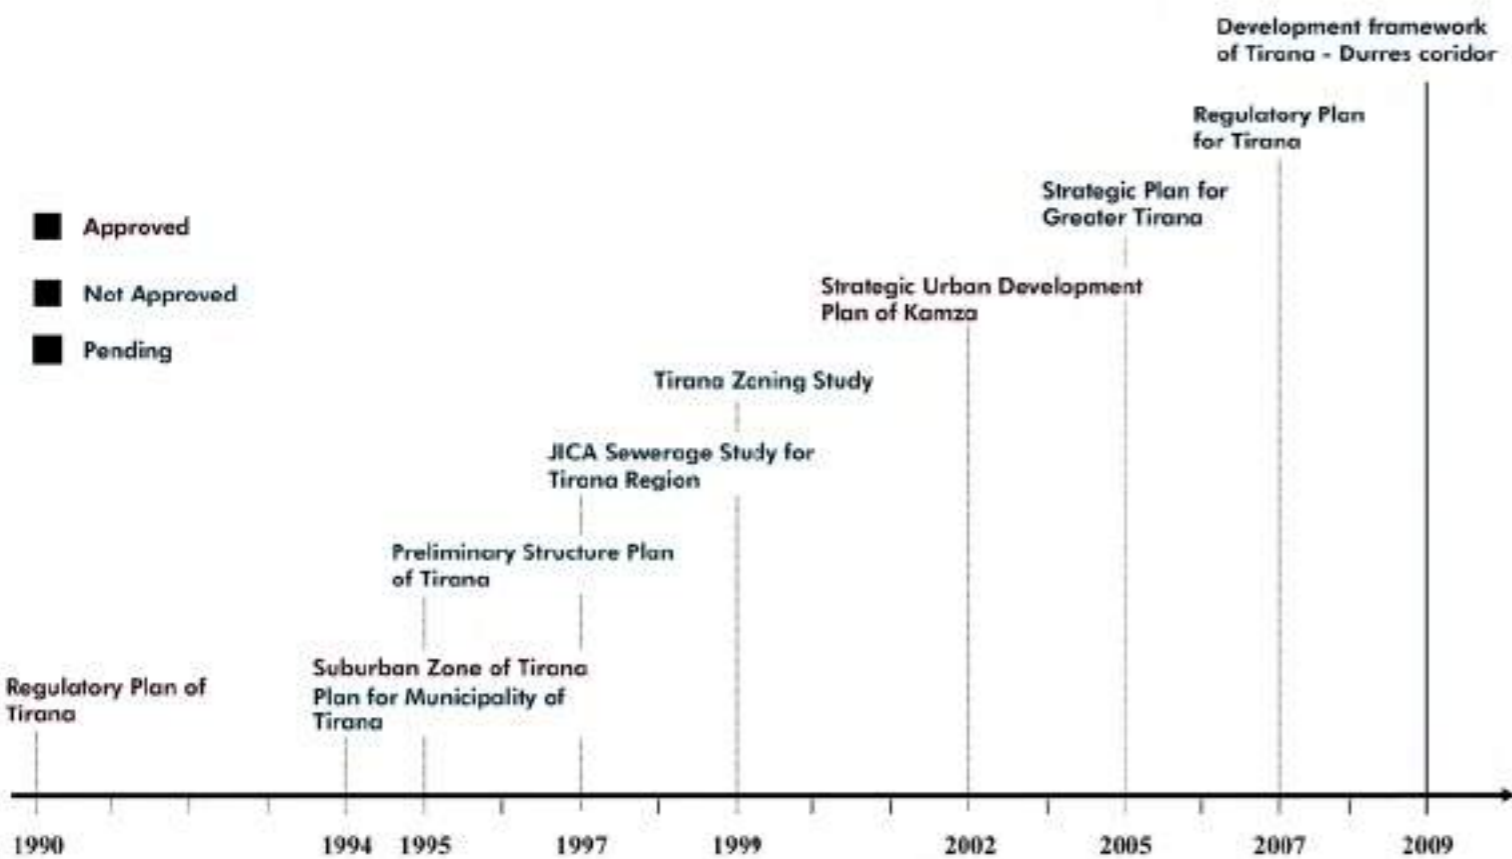 Development framework
of Tirana - Durres coridor
Regulatory Plan
for Tirana
Strategic Plan for
Greater Tirana
Approved
Not Approved
Pending
Strategic Urban Development
Plan of Kamza
Tirana Zoning Study
JICA Sewerage Study for
Tirana Region
Preliminary Structure Plan
of Tirana
Suburban Zone of Tirana
Plan for Municipality of
Tirana
Regulatory Plan of
Tirana
1990 1994 1995 1997 1999 2002 2005 2007 2009